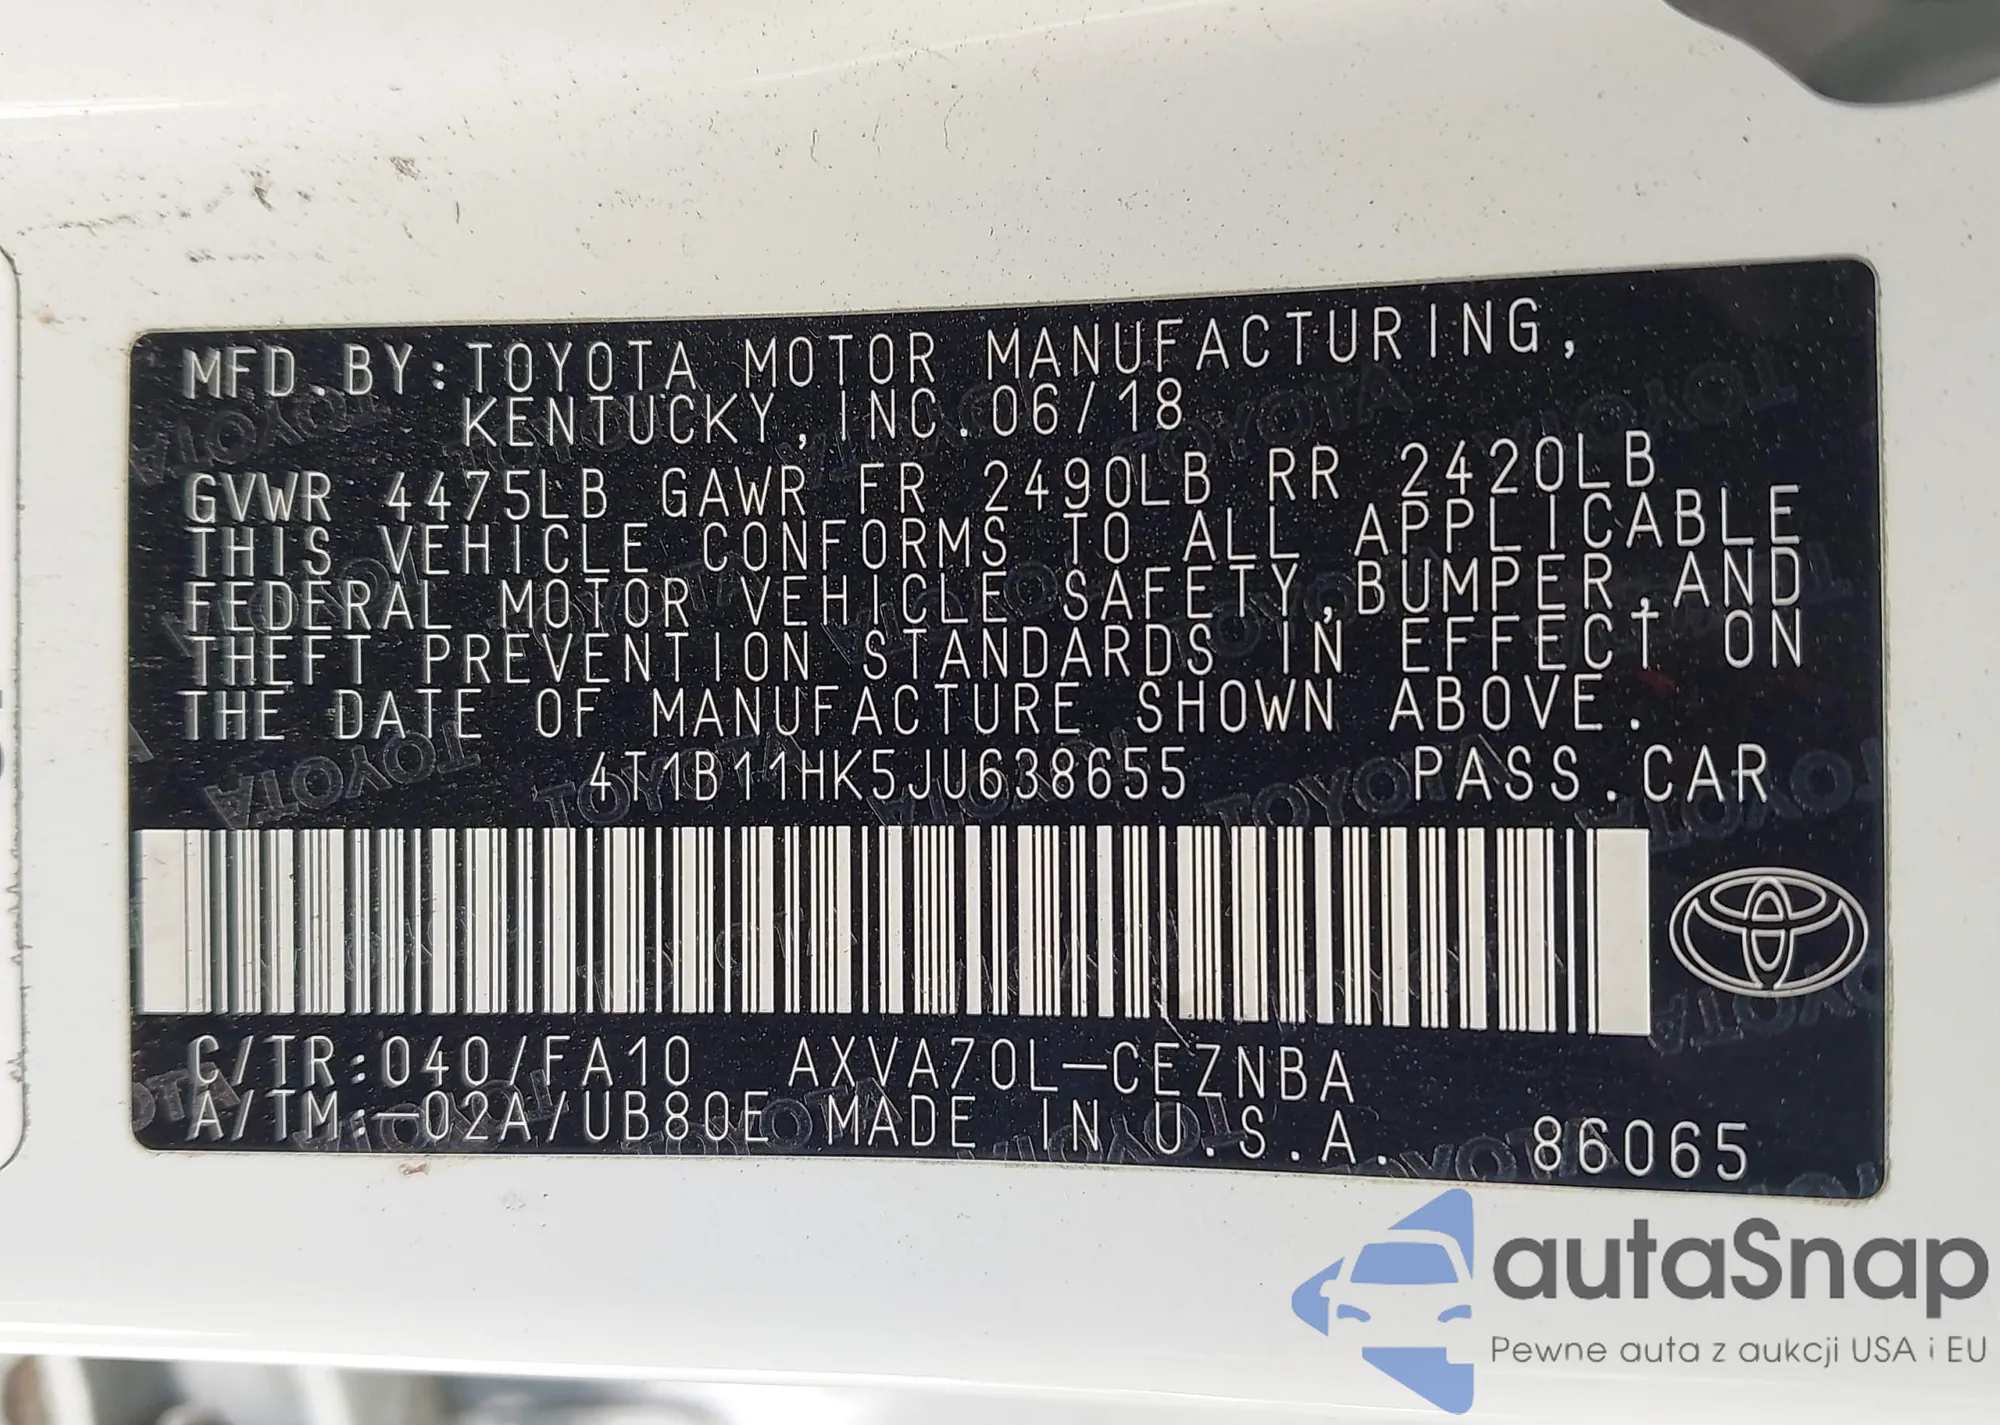 MFD.BY:TOYOTA MOTOR MANUFACTURING,
KENTUCKY,INC.06/18
GVWR 4475LB GAWR FR 2490LB RR 2420LB
THIS VEHICLE CONFORMS TO ALL APPLICABLE
FEDERAL MOTOR VEHICLE SAFETY,BUMPER,AND
THEFT PREVENTION STANDARDS IN EFFECT ON
THE DATE OF MANUFACTURE SHOWN ABOVE.
4T1B11HK5JU638655 PASS.CAR
C/TR:040/FA10 AXVA70L-CEZNBA
A/TM:-02A/UB80E MADE IN U.S.A. 86065
autaSnap
Pewne auta z aukcji USA i EU